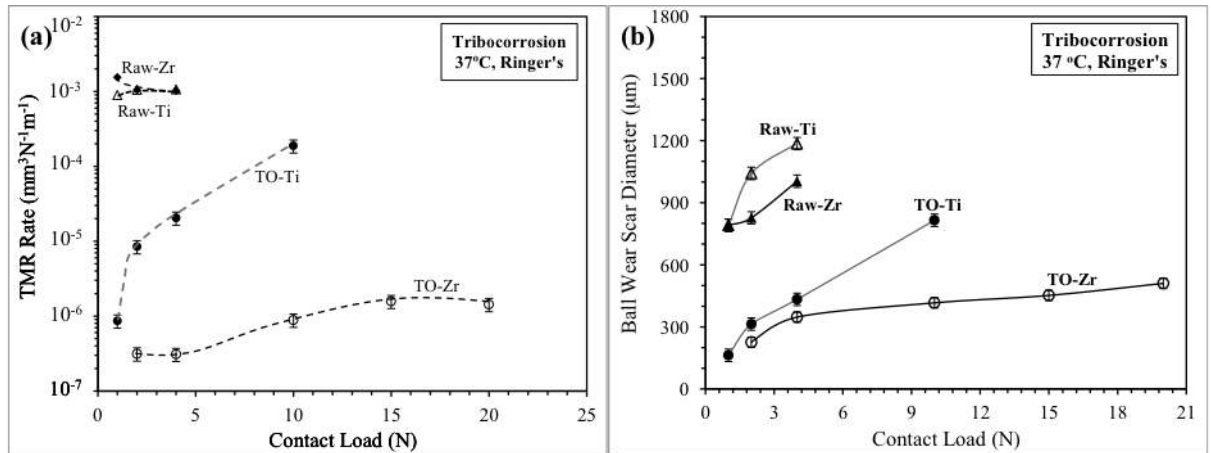 (a)
Tribocorrosion
37ºC, Ringer's
TMR Rate (mm³N⁻¹m⁻¹)
10⁻²
10⁻³
10⁻⁴
10⁻⁵
10⁻⁶
10⁻⁷
Raw-Zr
Raw-Ti
TO-Ti
TO-Zr
0 5 10 15 20 25
Contact Load (N)
(b)
Tribocorrosion
37 ºC, Ringer's
Ball Wear Scar Diameter (µm)
1800
1500
1200
900
600
300
0
Raw-Ti
Raw-Zr
TO-Ti
TO-Zr
0 3 6 9 12 15 18 21
Contact Load (N)